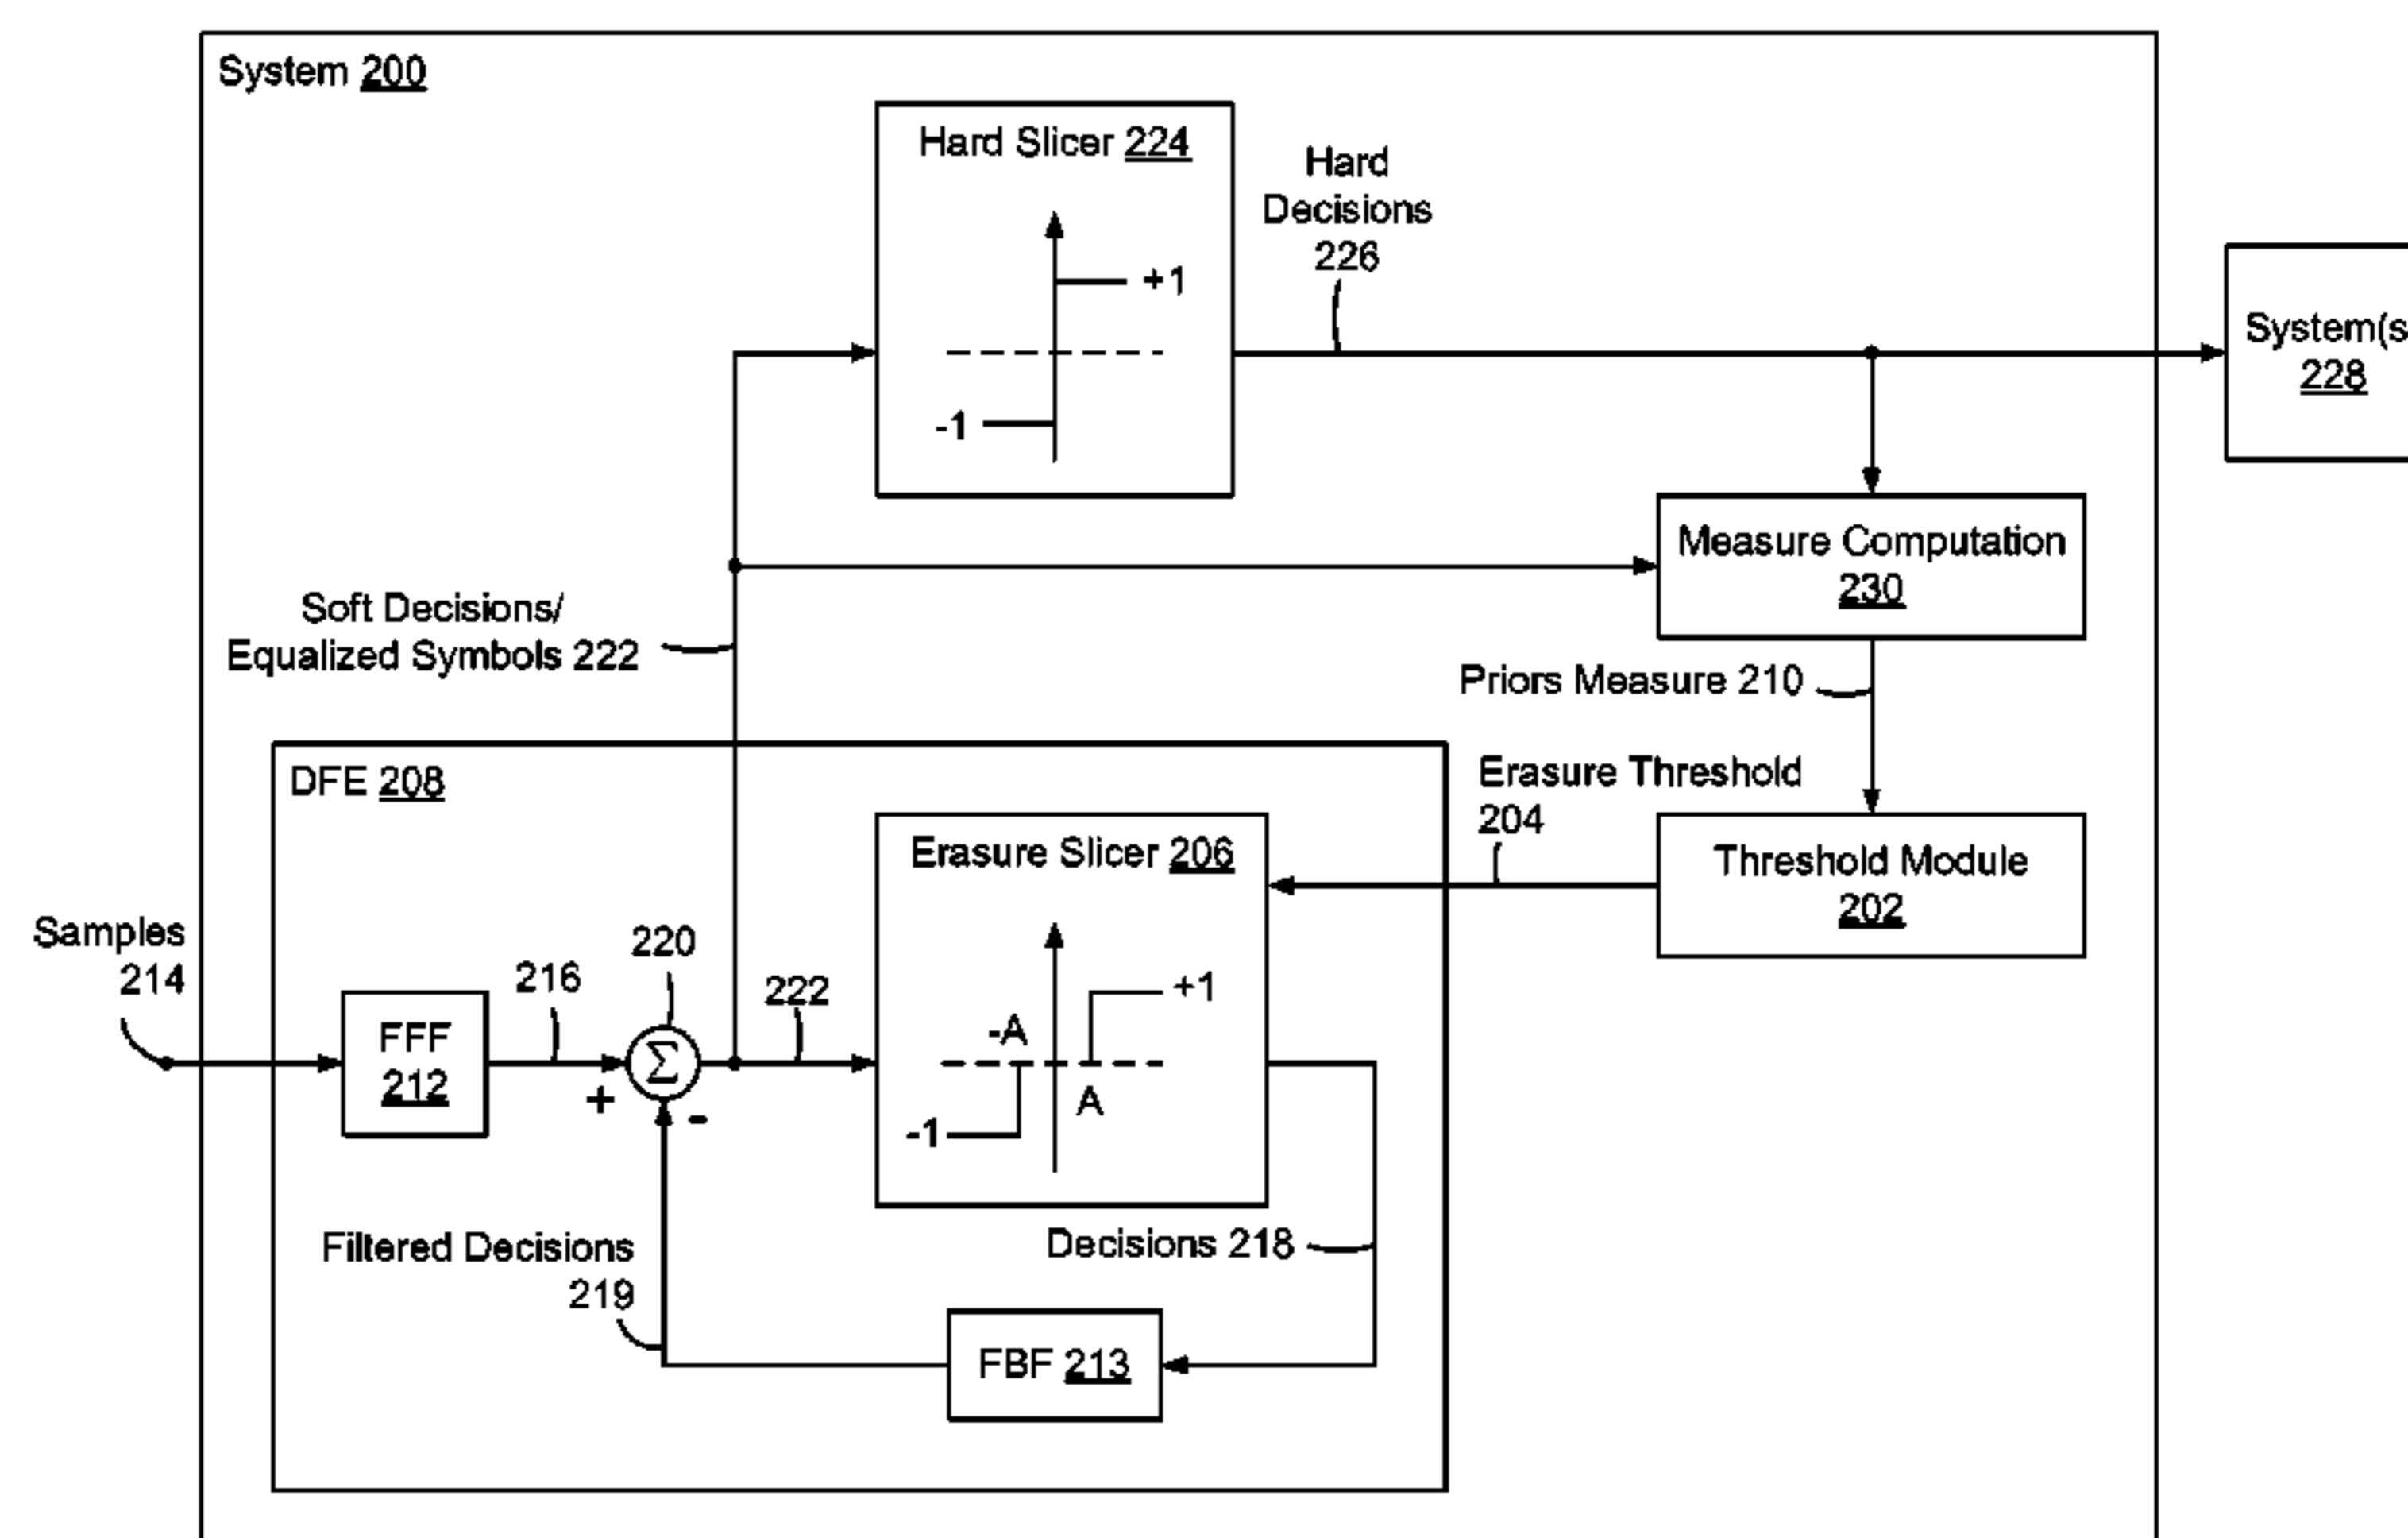 System 200
Hard Slicer 224
+1
-1
Hard
Decisions
226
System(s
228
Measure Computation
230
Soft Decisions/
Equalized Symbols 222
Priors Measure 210
DFE 208
Erasure Threshold
204
Erasure Slicer 206
Threshold Module
202
Samples
214
FFF
212
216
220
Σ
+
-
222
+1
-A
A
-1
Filtered Decisions
219
Decisions 218
FBF 213